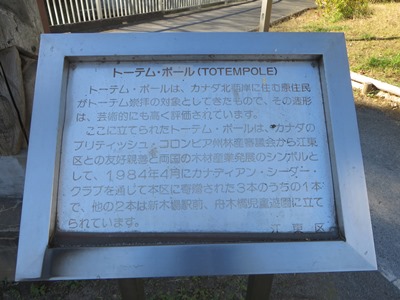 トーテム・ポール(TOTEMPOLE)
トーテム・ポールは、カナダ北西岸に住む原住民
がトーテム崇拝の対象としてきたもので、その造形
は、芸術的にも高く評価されています。
ここに立てられたトーテム・ポールは、カナダの
ブリティッシュ・コロンビア州林産審議会から江東
区との友好親善と両国の木材産業発展のシンボルと
して、1984年4月にカナディアン・シーダー・
クラブを通じて本区に寄贈された3本のうちの1本
で、他の2本は新木場駅前、舟木橋児童遊園に立て
られています。
江東区